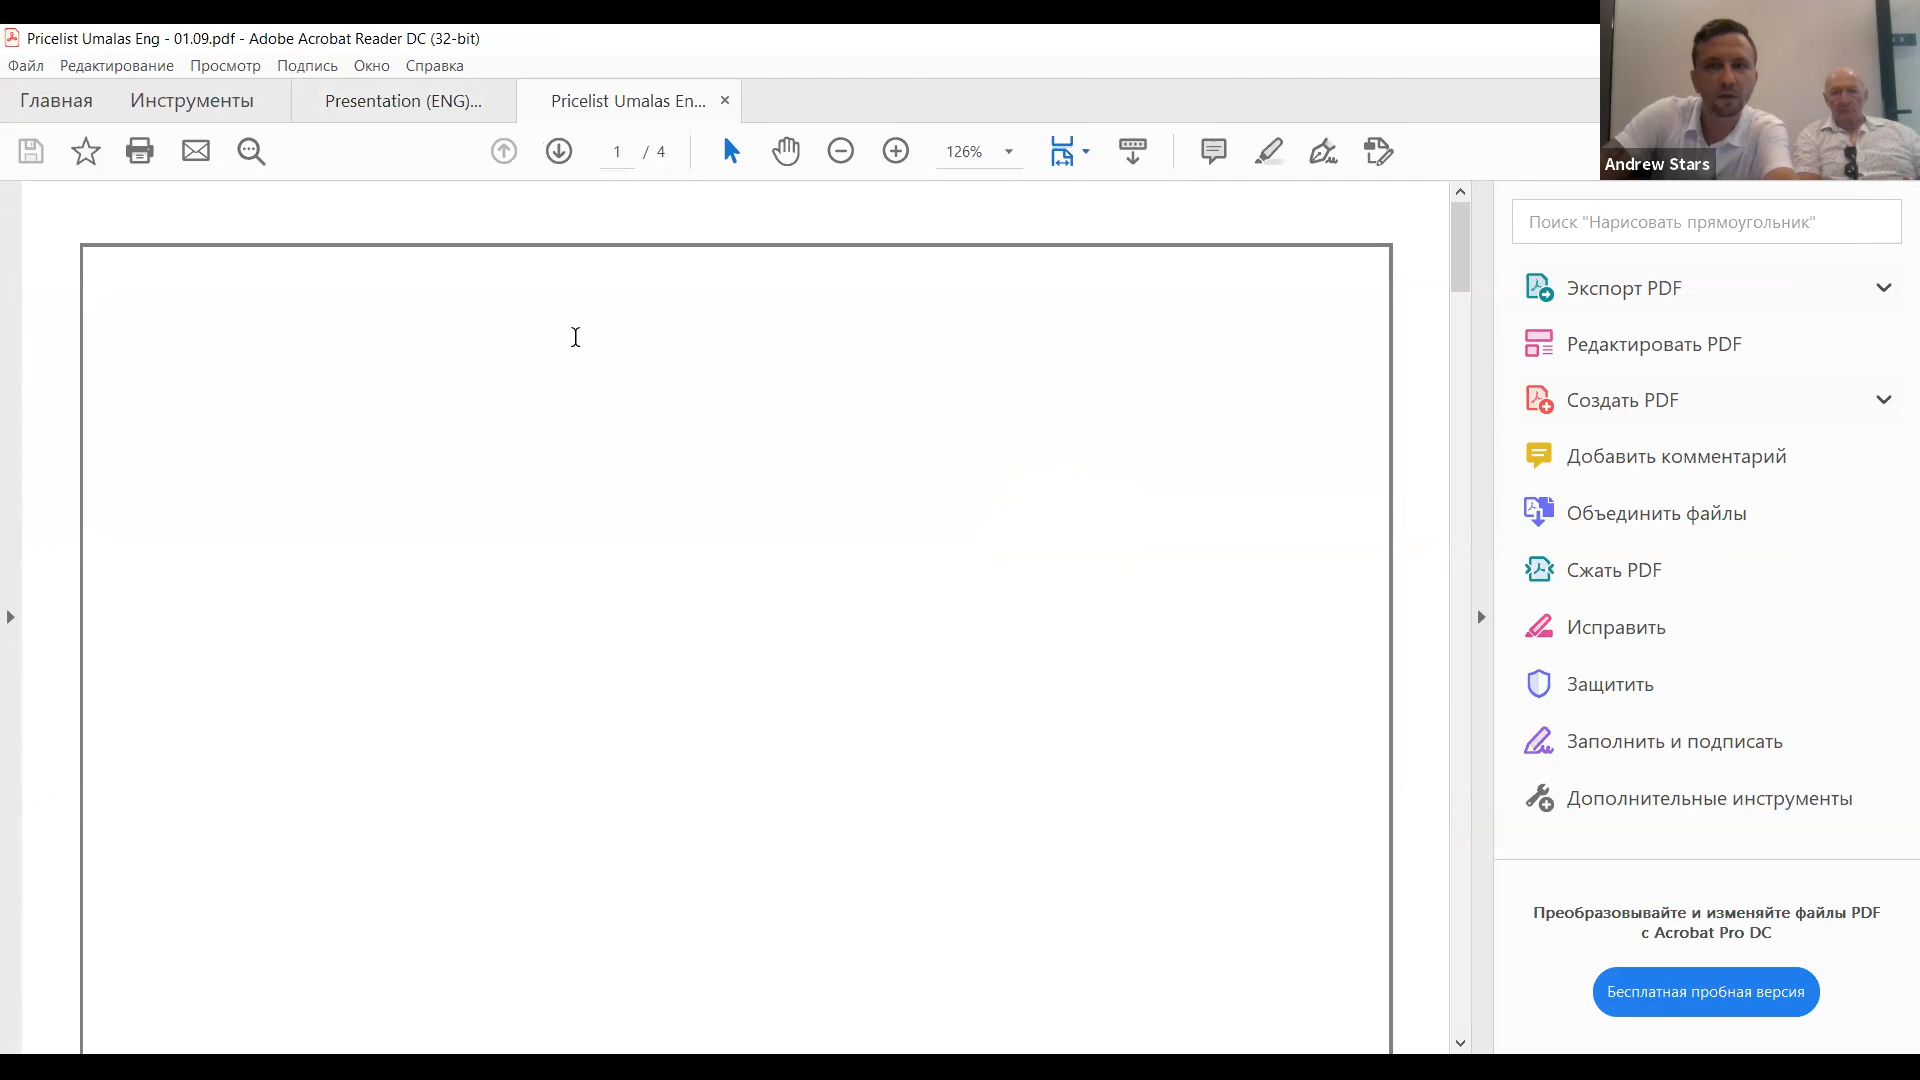 Pricelist Umalas Eng - 01.09.pdf - Adobe Acrobat Reader DC (32-bit)
Файл Редактирование Просмотр Подпись Окно Справка
Главная Инструменты Presentation (ENG)... Pricelist Umalas En...
1 / 4 126%
Andrew Stars
Поиск "Нарисовать прямоугольник"
Экспорт PDF
Редактировать PDF
Создать PDF
Добавить комментарий
Объединить файлы
Сжать PDF
Исправить
Защитить
Заполнить и подписать
Дополнительные инструменты
Преобразовывайте и изменяйте файлы PDF
с Acrobat Pro DC
Бесплатная пробная версия